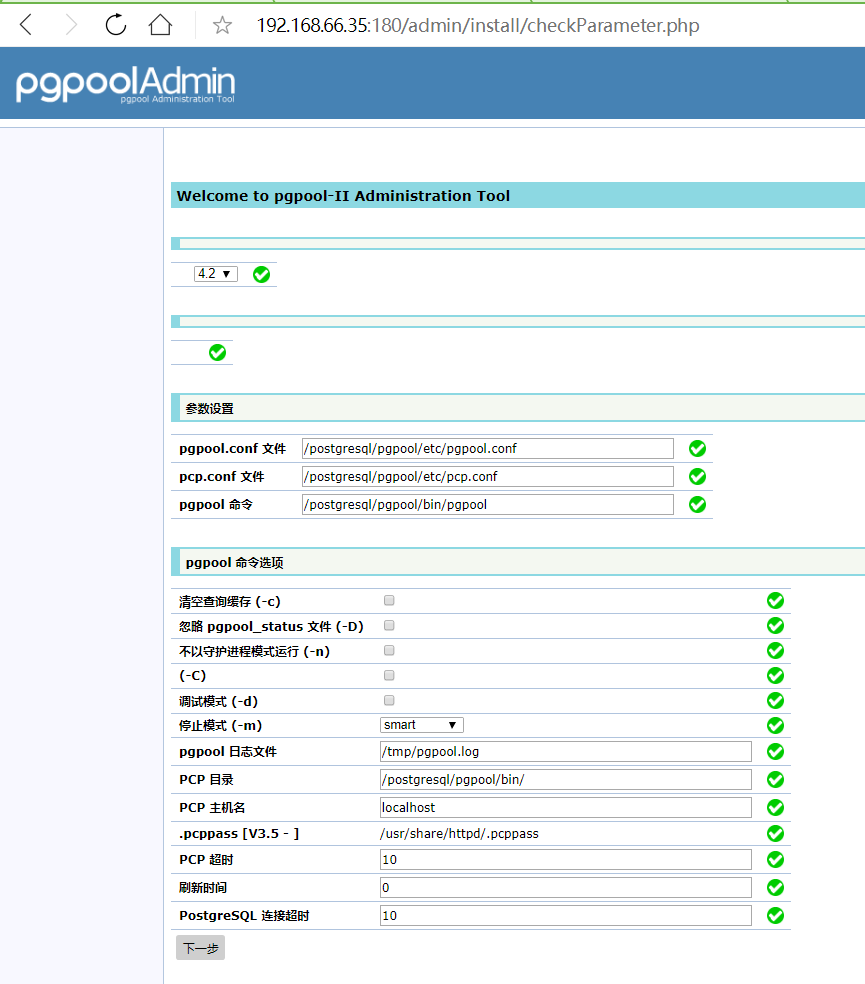 192.168.66.35:180/admin/install/checkParameter.php
pgpoolAdmin
pgpool Administration Tool
Welcome to pgpool-II Administration Tool
4.2 ▼
参数设置
pgpool.conf 文件 /postgresql/pgpool/etc/pgpool.conf
pcp.conf 文件 /postgresql/pgpool/etc/pcp.conf
pgpool 命令 /postgresql/pgpool/bin/pgpool
pgpool 命令选项
清空查询缓存 (-c)
忽略 pgpool_status 文件 (-D)
不以守护进程模式运行 (-n)
(-C)
调试模式 (-d)
停止模式 (-m) smart ▼
pgpool 日志文件 /tmp/pgpool.log
PCP 目录 /postgresql/pgpool/bin/
PCP 主机名 localhost
.pcppass [V3.5 - ] /usr/share/httpd/.pcppass
PCP 超时 10
刷新时间 0
PostgreSQL 连接超时 10
下一步